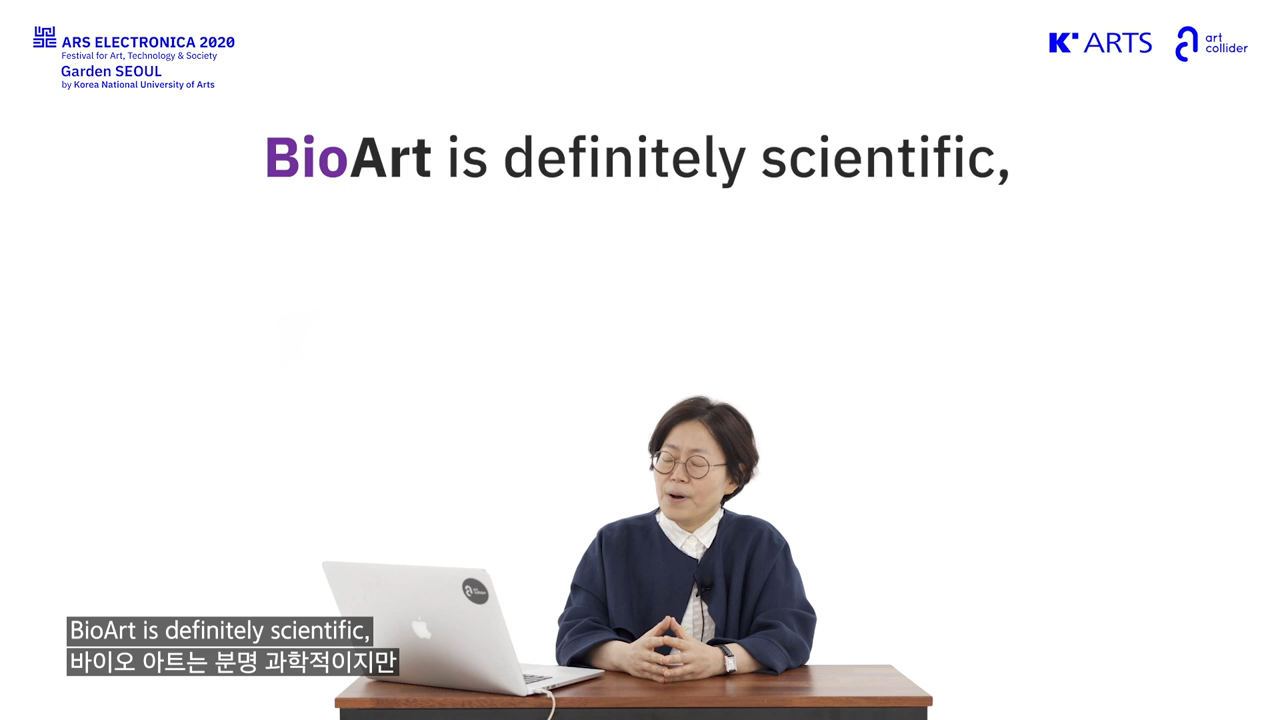 ARS ELECTRONICA 2020
Festival for Art, Technology & Society
Garden SEOUL
by Korea National University of Arts
K ARTS
art
collider
BioArt is definitely scientific,
art
collider
BioArt is definitely scientific,
바이오 아트는 분명 과학적이지만